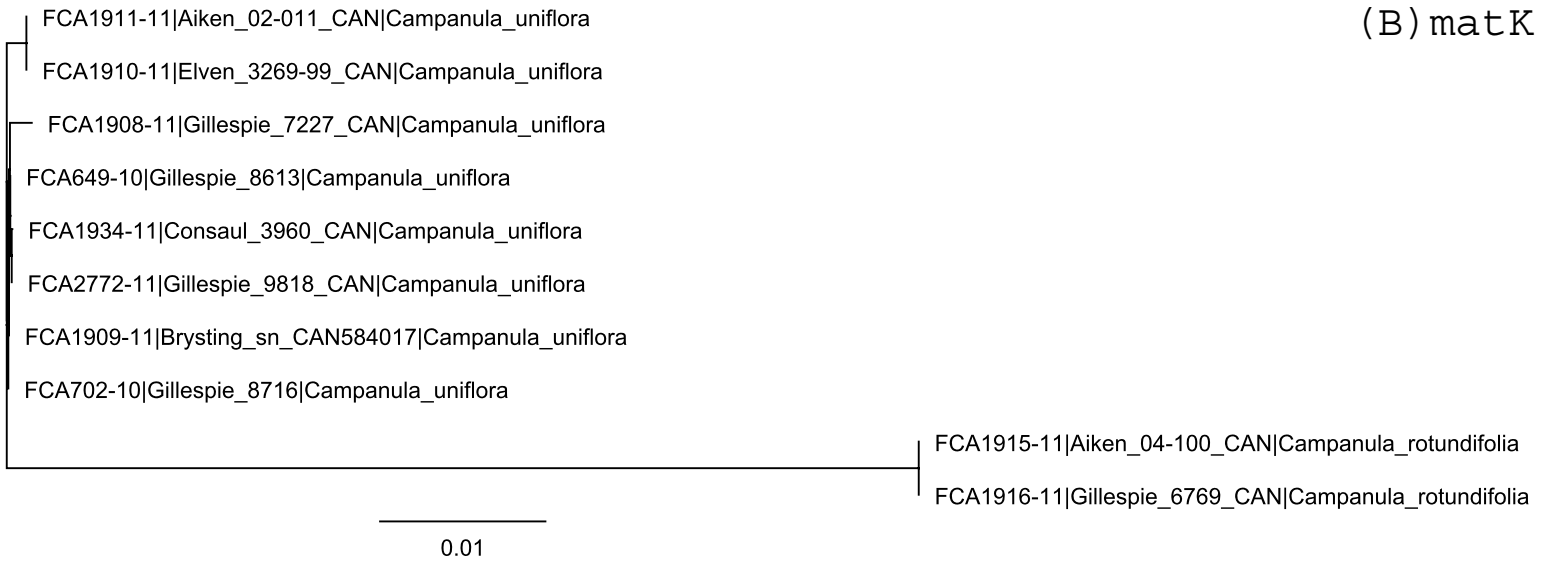 (B)matK
FCA1911-11|Aiken_02-011_CAN|Campanula_uniflora
FCA1910-11|Elven_3269-99_CAN|Campanula_uniflora
FCA1908-11|Gillespie_7227_CAN|Campanula_uniflora
FCA649-10|Gillespie_8613|Campanula_uniflora
FCA1934-11|Consaul_3960_CAN|Campanula_uniflora
FCA2772-11|Gillespie_9818_CAN|Campanula_uniflora
FCA1909-11|Brysting_sn_CAN584017|Campanula_uniflora
FCA702-10|Gillespie_8716|Campanula_uniflora
FCA1915-11|Aiken_04-100_CAN|Campanula_rotundifolia
FCA1916-11|Gillespie_6769_CAN|Campanula_rotundifolia
0.01